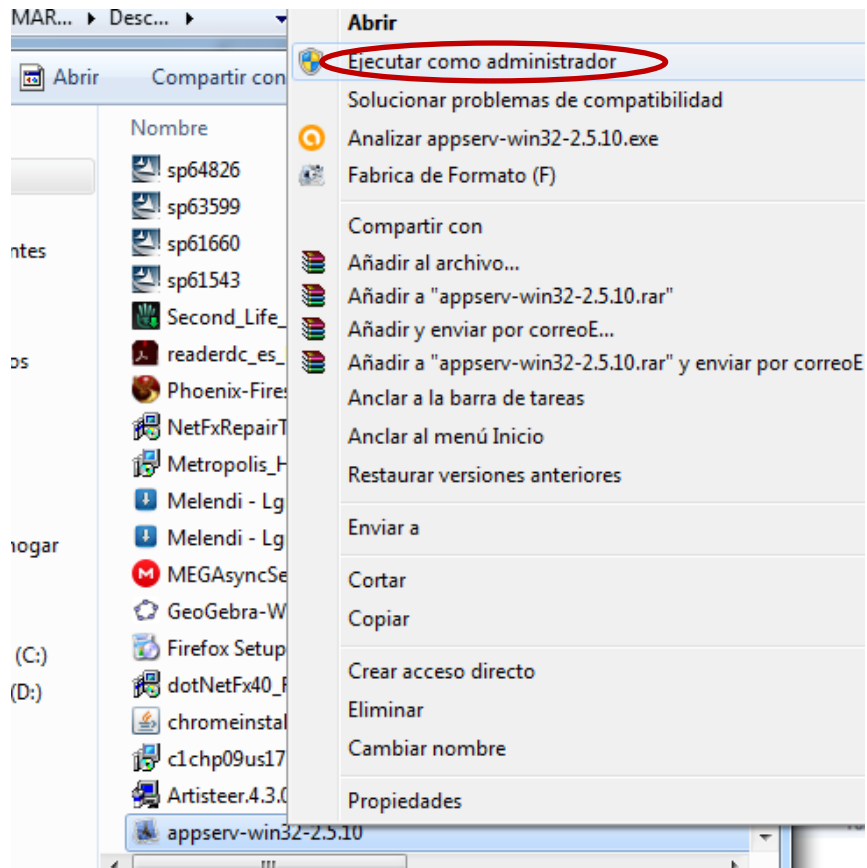 MAR... Desc...
Abrir Compartir con
Nombre
sp64826
sp63599
sp61660
sp61543
Second_Life_
readerdc_es_
Phoenix-Fires
NetFxRepairT
Metropolis_H
Melendi - Lg
Melendi - Lg
MEGAsyncSe
GeoGebra-W
Firefox Setup
dotNetFx40_F
chromeinstal
c1chp09us17
Artisteer.4.3.0
appserv-win32-2.5.10
ntes
os
hogar
(C:)
(D:)
Abrir
Ejecutar como administrador
Solucionar problemas de compatibilidad
Analizar appserv-win32-2.5.10.exe
Fabrica de Formato (F)
Compartir con
Añadir al archivo...
Añadir a "appserv-win32-2.5.10.rar"
Añadir y enviar por correoE...
Añadir a "appserv-win32-2.5.10.rar" y enviar por correoE
Anclar a la barra de tareas
Anclar al menú Inicio
Restaurar versiones anteriores
Enviar a
Cortar
Copiar
Crear acceso directo
Eliminar
Cambiar nombre
Propiedades